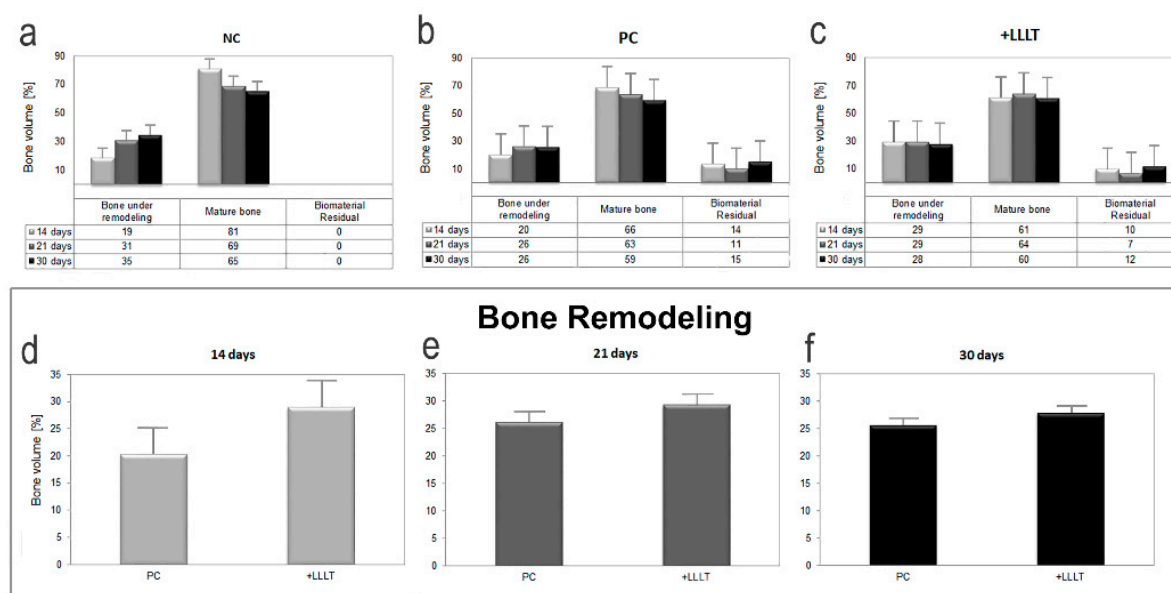 a
NC
Bone volume [%]
90
70
50
30
10
Bone under remodeling Mature bone Biomaterial Residual
14 days 19 81 0
21 days 31 69 0
30 days 35 65 0
b
PC
Bone volume [%]
90
70
50
30
10
Bone under remodeling Mature bone Biomaterial Residual
14 days 20 66 14
21 days 26 63 11
30 days 26 59 15
c
+LLLT
Bone volume [%]
90
70
50
30
10
Bone under remodeling Mature bone Biomaterial Residual
14 days 29 61 10
21 days 29 64 7
30 days 28 60 12
Bone Remodeling
d
14 days
Bone volume [%]
35
30
25
20
15
10
5
0
PC +LLLT
e
21 days
35
30
25
20
15
10
5
0
PC +LLLT
f
30 days
35
30
25
20
15
10
5
0
PC +LLLT